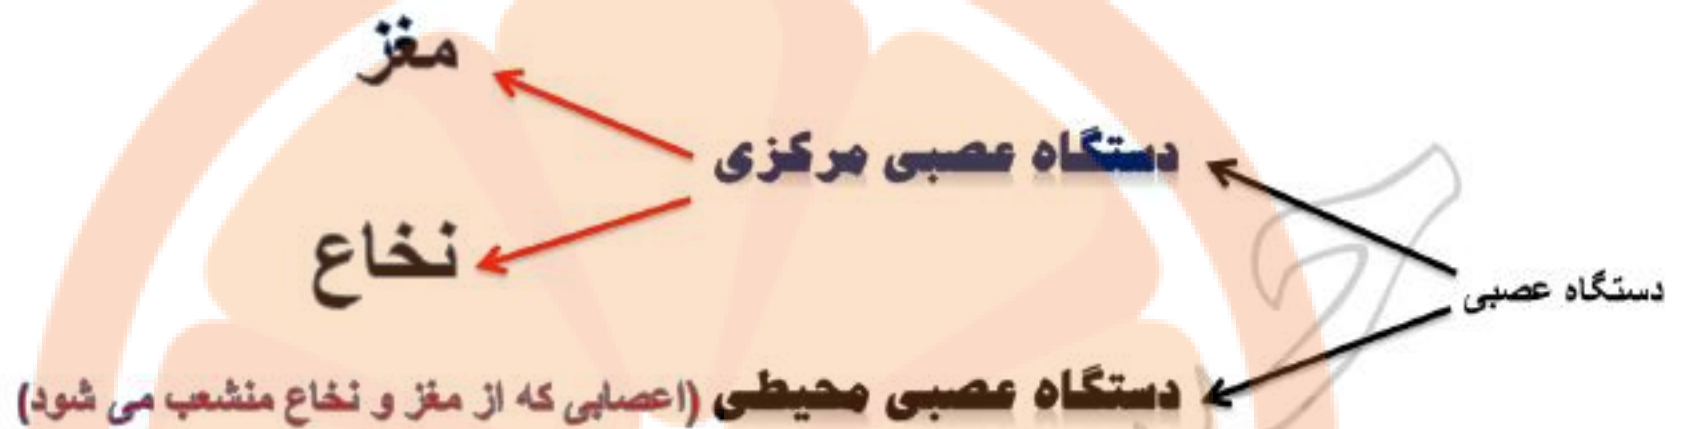 مغز
دستگاه عصبی مرکزی
نخاع
دستگاه عصبی
دستگاه عصبی محیطی (اعصابی که از مغز و نخاع منشعب می شود)